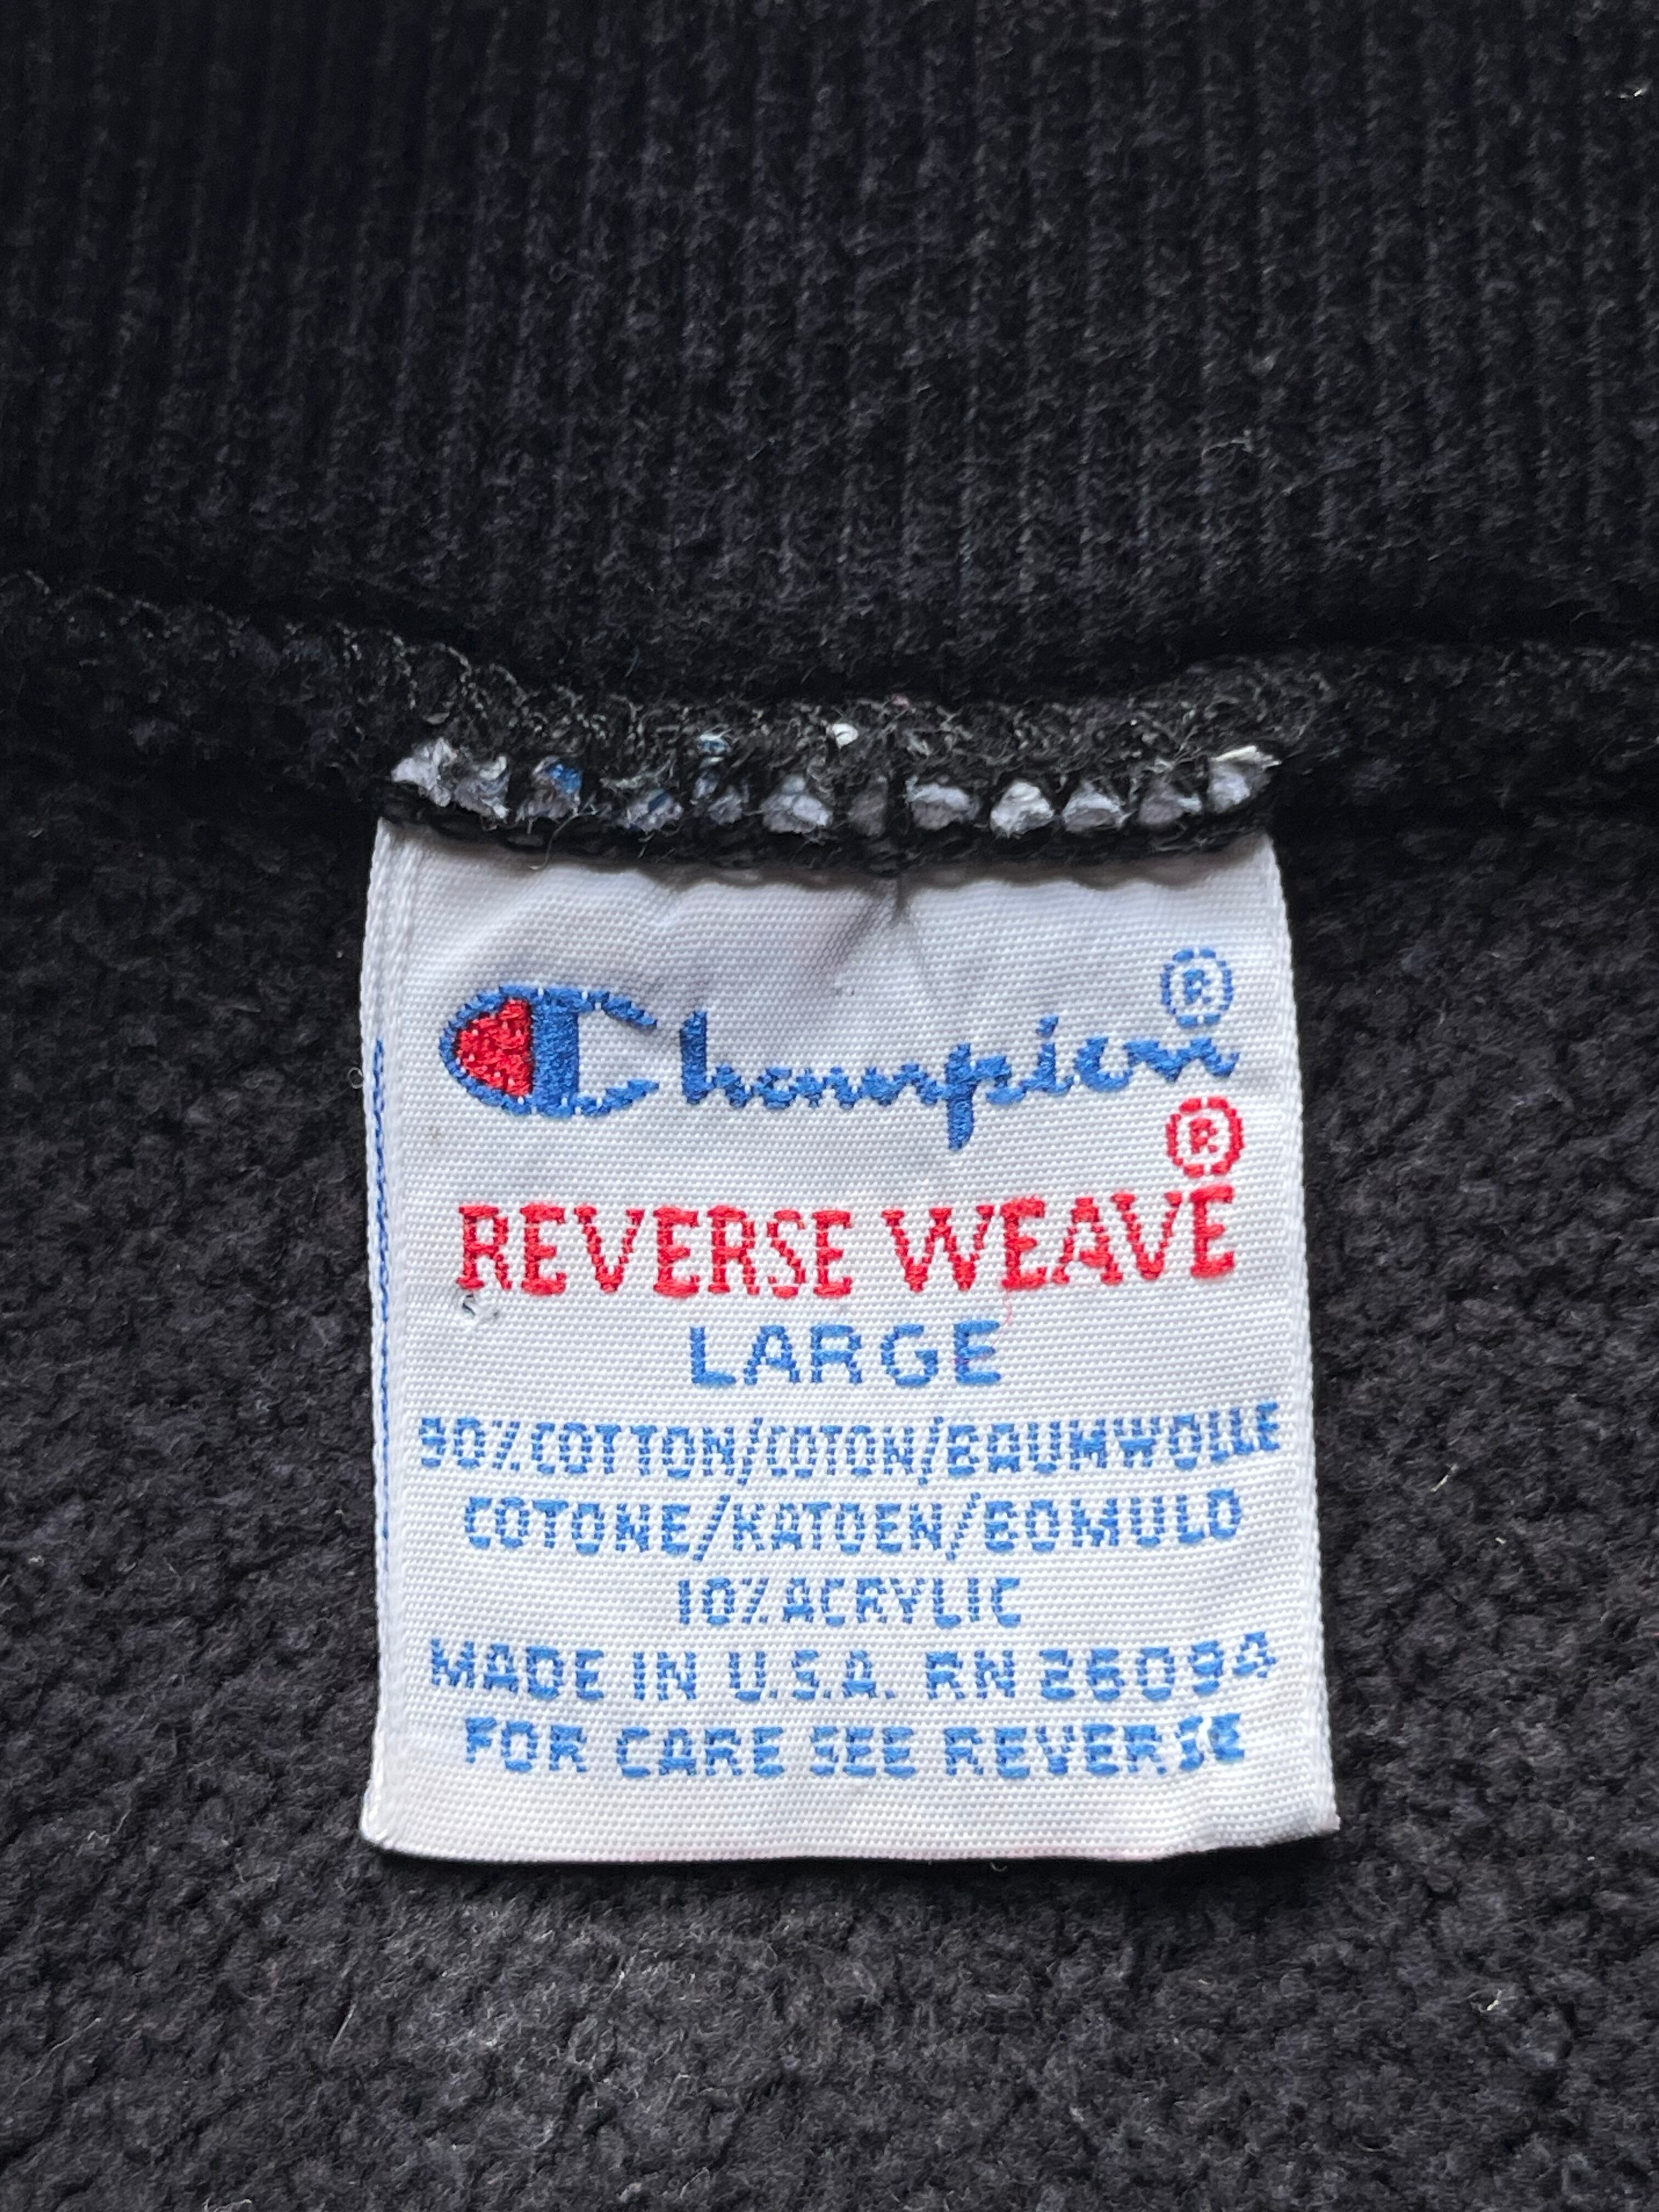 Champion®
REVERSE WEAVE®
LARGE
90% COTTON/COTON/BAUMWOLLE
COTONE/KATOEN/BOMULD
10% ACRYLIC
MADE IN U.S.A. RN 26094
FOR CARE SEE REVERSE